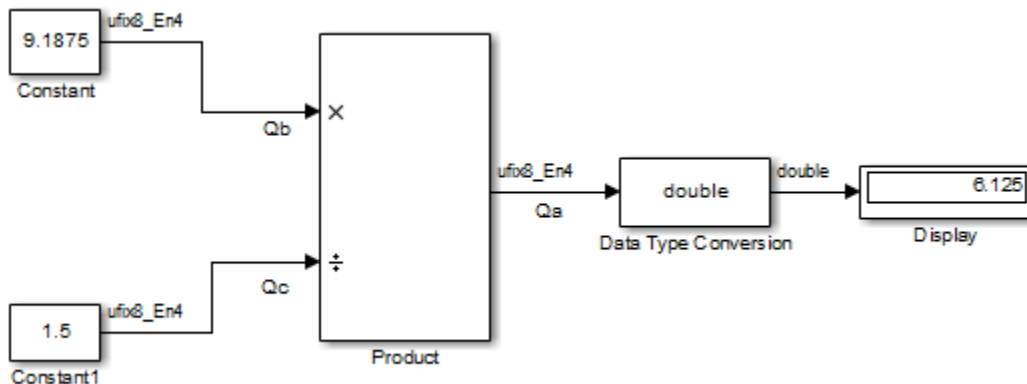 ufix8_En4
9.1875
Constant
Qb
×
ufix8_En4
Qa
double
Data Type Conversion
double
6.125
Display
Qc
÷
ufix8_En4
1.5
Constant1
Product